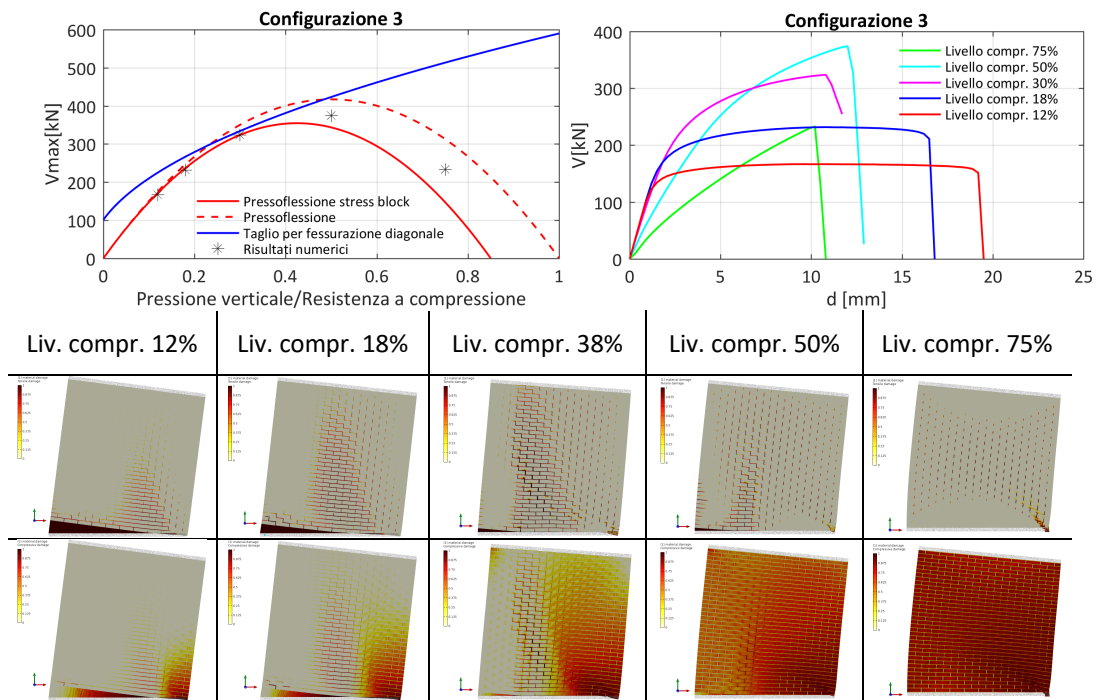 Configurazione 3
600
500
400
300
200
100
0
Vmax[kN]
0
0.2
0.4
0.6
0.8
1
Pressione verticale/Resistenza a compressione
Pressoflessione stress block
Pressoflessione
Taglio per fessurazione diagonale
Risultati numerici
Configurazione 3
400
300
200
100
0
V[kN]
0
5
10
15
20
25
d [mm]
Livello compr. 75%
Livello compr. 50%
Livello compr. 30%
Livello compr. 18%
Livello compr. 12%
Liv. compr. 12%
Liv. compr. 18%
Liv. compr. 38%
Liv. compr. 50%
Liv. compr. 75%